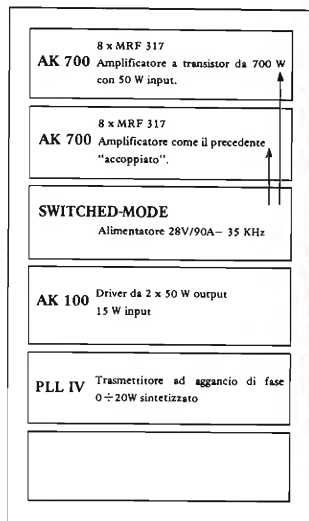 8 x MRF 317
AK 700 Amplificatore a transistor da 700 W
con 50 W input.
8 x MRF 317
AK 700 Amplificatore come il precedente
"accoppiato".
SWITCHED-MODE
Alimentatore 28V/90A– 35 KHz
AK 100 Driver da 2 x 50 W output
15 W input
PLL IV Trasmettitore ad aggancio di fase
0÷20W sintetizzato